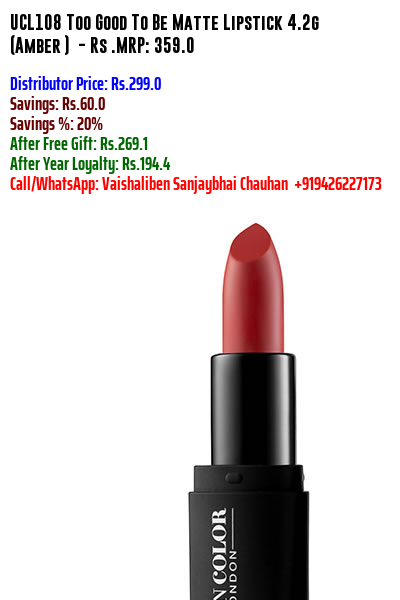 UCL108 Too Good To Be Matte Lipstick 4.2g
(Amber ) - Rs .MRP: 359.0
Distributor Price: Rs.299.0
Savings: Rs.60.0
Savings %: 20%
After Free Gift: Rs.269.1
After Year Loyalty: Rs.194.4
Call/WhatsApp: Vaishaliben Sanjaybhai Chauhan +919426227173
N COLOR
ONDON